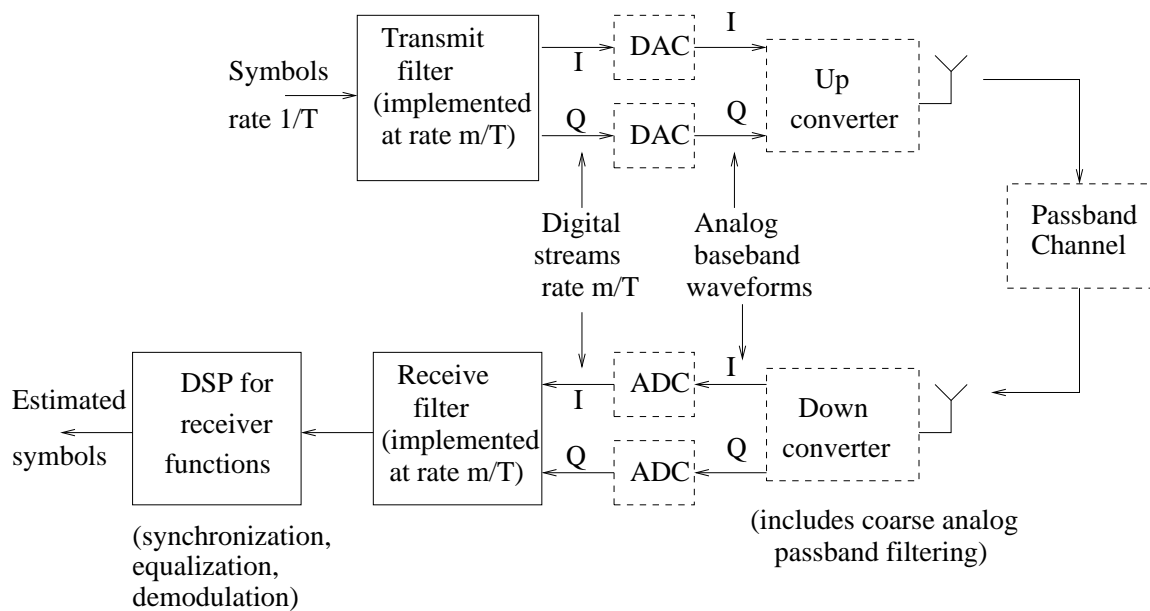 Symbols
rate 1/T
Transmit
filter
(implemented
at rate m/T)
I
Q
DAC
DAC
I
Q
Up
converter
Passband
Channel
Digital
streams
rate m/T
Analog
baseband
waveforms
Estimated
symbols
DSP for
receiver
functions
(synchronization,
equalization,
demodulation)
Receive
filter
(implemented
at rate m/T)
I
Q
ADC
ADC
I
Q
Down
converter
(includes coarse analog
passband filtering)